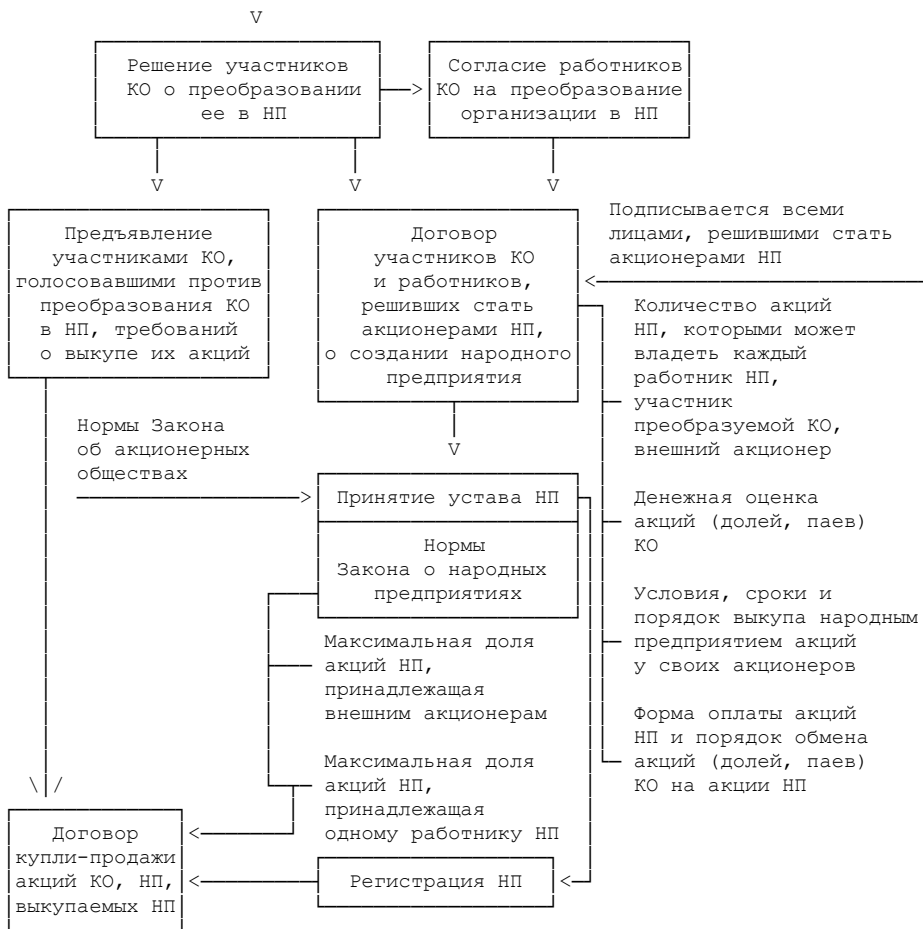 Решение участников
КО о преобразовании
ее в НП
Согласие работников
КО на преобразование
организации в НП
Предъявление
участниками КО,
голосовавшими против
преобразования КО
в НП, требований
о выкупе их акций
Договор
участников КО
и работников,
решивших стать
акционерами НП,
о создании народного
предприятия
Подписывается всеми
лицами, решившими стать
акционерами НП
Количество акций
НП, которыми может
владеть каждый
работник НП,
участник
преобразуемой КО,
внешний акционер
Нормы Закона
об акционерных
обществах
Принятие устава НП
Нормы
Закона о народных
предприятиях
Денежная оценка
акций (долей, паев)
КО
Условия, сроки и
порядок выкупа народным
предприятием акций
у своих акционеров
Форма оплаты акций
НП и порядок обмена
акций (долей, паев)
КО на акции НП
Максимальная доля
акций НП,
принадлежащая
внешним акционерам
Максимальная доля
акций НП,
принадлежащая
одному работнику НП
Договор
купли-продажи
акций КО, НП,
выкупаемых НП
Регистрация НП